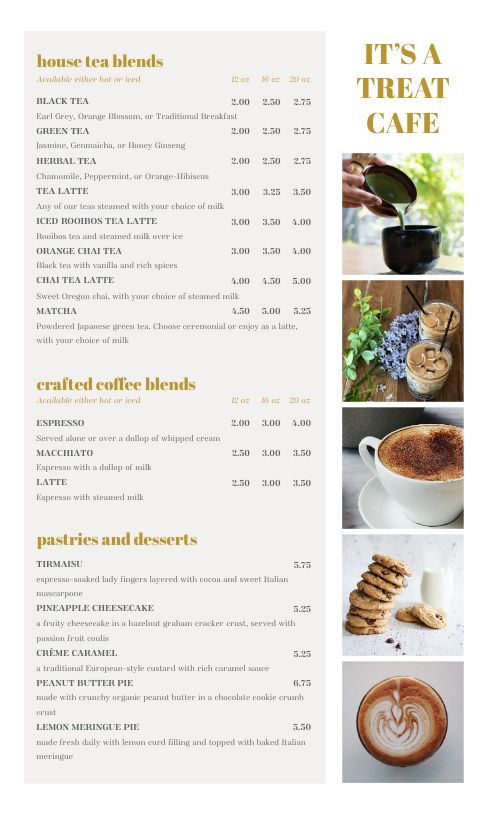 IT'S A
TREAT
CAFE
house tea blends
Available either hot or iced 12 oz 16 oz 20 oz
BLACK TEA 2.00 2.50 2.75
Earl Grey, Orange Blossom, or Traditional Breakfast
GREEN TEA 2.00 2.50 2.75
Jasmine, Genmaicha, or Honey Ginseng
HERBAL TEA 2.00 2.50 2.75
Chamomile, Peppermint, or Orange-Hibiscus
TEA LATTE 3.00 3.25 3.50
Any of our teas steamed with your choice of milk
ICED ROOIBOS TEA LATTE 3.00 3.50 4.00
Rooibos tea and steamed milk over ice
ORANGE CHAI TEA 3.00 3.50 4.00
Black tea with vanilla and rich spices
CHAI TEA LATTE 4.00 4.50 5.00
Sweet Oregon chai, with your choice of steamed milk
MATCHA 4.50 5.00 5.25
Powdered Japanese green tea. Choose ceremonial or enjoy as a latte,
with your choice of milk
crafted coffee blends
Available either hot or iced 12 oz 16 oz 20 oz
ESPRESSO 2.00 3.00 4.00
Served alone or over a dollop of whipped cream
MACCHIATO 2.50 3.00 3.50
Espresso with a dollop of milk
LATTE 2.50 3.00 3.50
Espresso with steamed milk
pastries and desserts
TIRMAISU 5.75
espresso-soaked lady fingers layered with cocoa and sweet Italian
mascarpone
PINEAPPLE CHEESECAKE 5.25
a fruity cheesecake in a hazelnut graham cracker crust, served with
passion fruit coulis
CRÈME CARAMEL 5.25
a traditional European-style custard with rich caramel sauce
PEANUT BUTTER PIE 6.75
made with crunchy organic peanut butter in a chocolate cookie crumb
crust
LEMON MERINGUE PIE 5.50
made fresh daily with lemon curd filling and topped with baked Italian
meringue